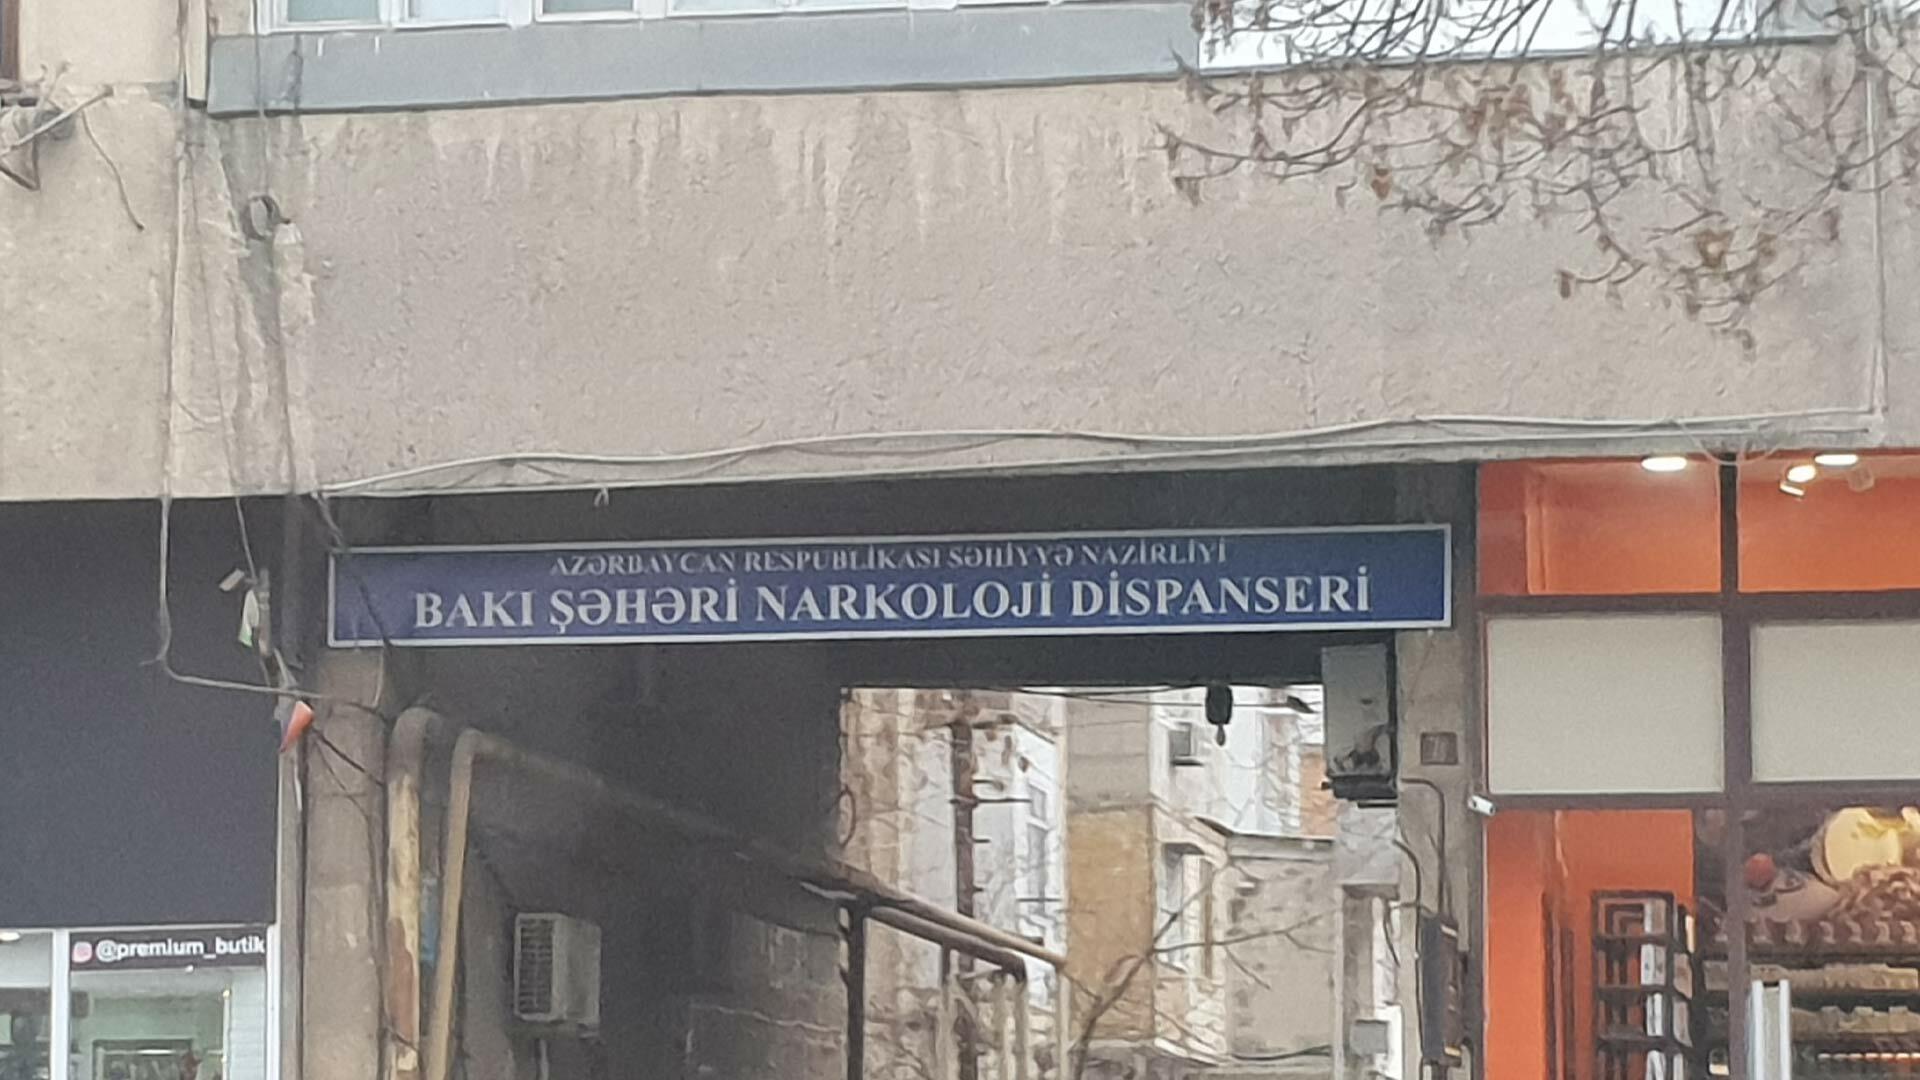 AZƏRBAYCAN RESPUBLİKASI SƏHİYYƏ NAZİRLİYİ
BAKI ŞƏHƏRİ NARKOLOJİ DİSPANSERİ
@premium_butik